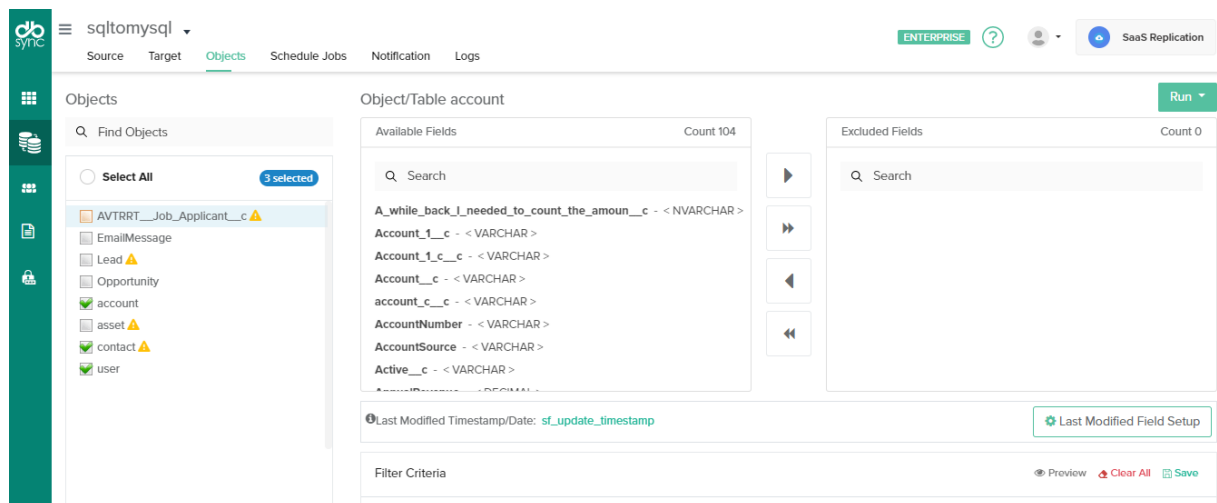 db
sync
sqltomysql
Source Target Objects Schedule Jobs Notification Logs
ENTERPRISE ? SaaS Replication
Objects
Find Objects
Select All 3 selected
AVTRRT__Job_Applicant__c
EmailMessage
Lead
Opportunity
account
asset
contact
user
Object/Table account
Run
Available Fields Count 104
Search
A_while_back_I_needed_to_count_the_amoun__c - < NVARCHAR >
Account_1__c - < VARCHAR >
Account_1_c__c - < VARCHAR >
Account__c - < VARCHAR >
account_c__c - < VARCHAR >
AccountNumber - < VARCHAR >
AccountSource - < VARCHAR >
Active__c - < VARCHAR >
Excluded Fields Count 0
Search
Last Modified Timestamp/Date: sf_update_timestamp
Last Modified Field Setup
Filter Criteria
Preview Clear All Save